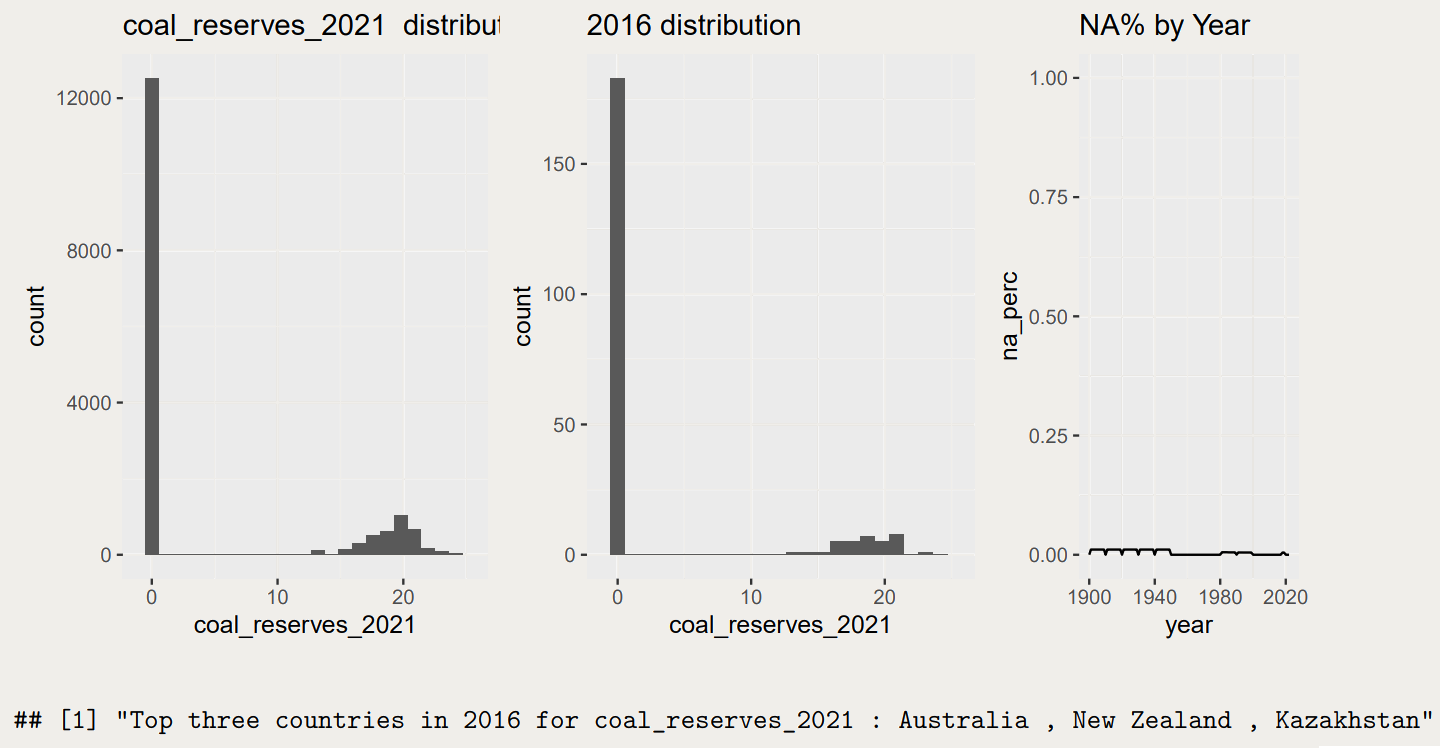 coal_reserves_2021 distribut
2016 distribution
NA% by Year
12000
8000
4000
0
count
0 10 20
coal_reserves_2021
150
100
50
0
count
0 10 20
coal_reserves_2021
1.00
0.75
0.50
0.25
0.00
na_perc
1900 1940 1980 2020
year
## [1] "Top three countries in 2016 for coal_reserves_2021 : Australia , New Zealand , Kazakhstan"